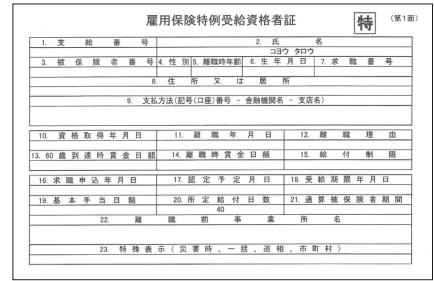 雇用保険特例受給資格者証 特 (第1面)
1. 支給番号 2. 氏名
コヨウ タロウ
3. 被保険者番号 4. 性別 5. 離職時年齢 6. 生年月日 7. 求職番号
8. 住所又は居所
9. 支払方法(記号(口座)番号 - 金融機関名 - 支店名)
10. 資格取得年月日 11. 離職年月日 12. 離職理由
13. 60歳到達時賃金日額 14. 離職時賃金日額 15. 給付制限
16. 求職申込年月日 17. 認定予定月日 18. 受給期限年月日
19. 基本手当日額 20. 所定給付日数 21. 通算被保険者期間
40
22. 離職前事業所名
23. 特殊表示(災害時、一括、巡相、市町村)